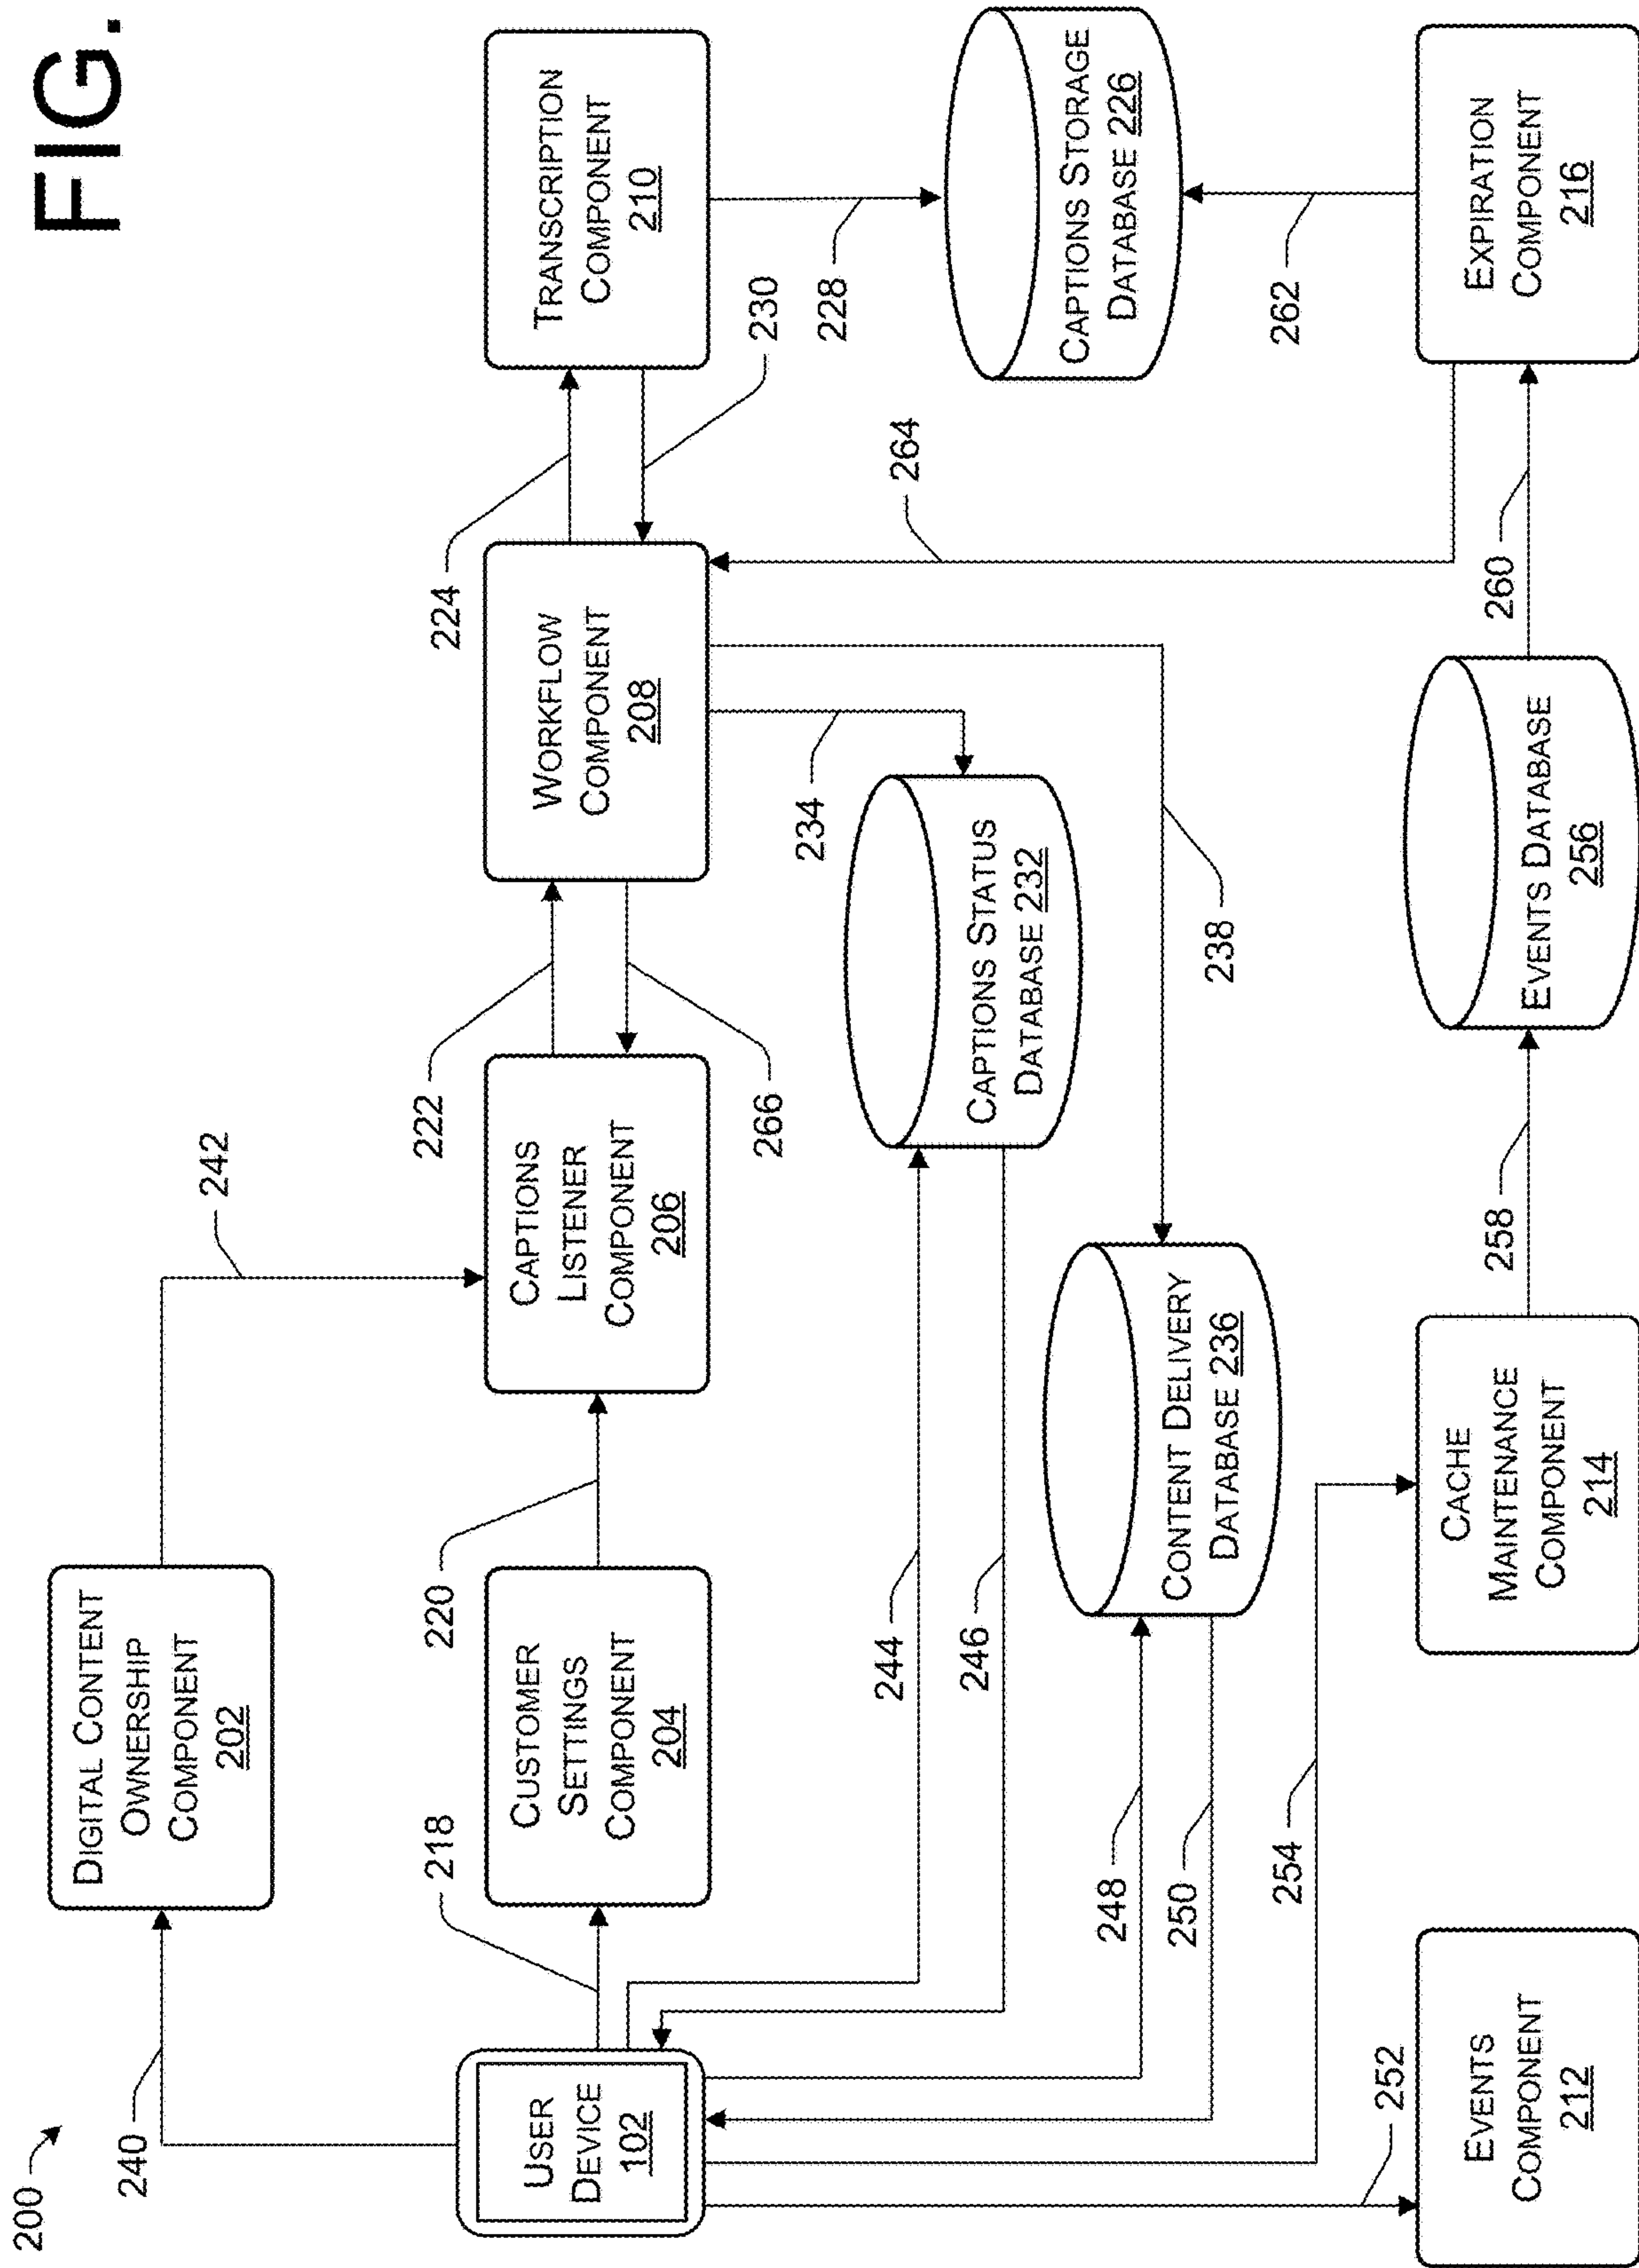 FIG.
200
240
DIGITAL CONTENT
OWNERSHIP
COMPONENT
202
242
USER
DEVICE
102
218
CUSTOMER
SETTINGS
COMPONENT
204
220
CAPTIONS
LISTENER
COMPONENT
206
222
266
WORKFLOW
COMPONENT
208
224
230
TRANSCRIPTION
COMPONENT
210
228
244
246
CAPTIONS STATUS
DATABASE 232
234
264
CAPTIONS STORAGE
DATABASE 226
248
250
CONTENT DELIVERY
DATABASE 236
238
262
254
252
EVENTS
COMPONENT
212
CACHE
MAINTENANCE
COMPONENT
214
258
EVENTS DATABASE
256
260
EXPIRATION
COMPONENT
216